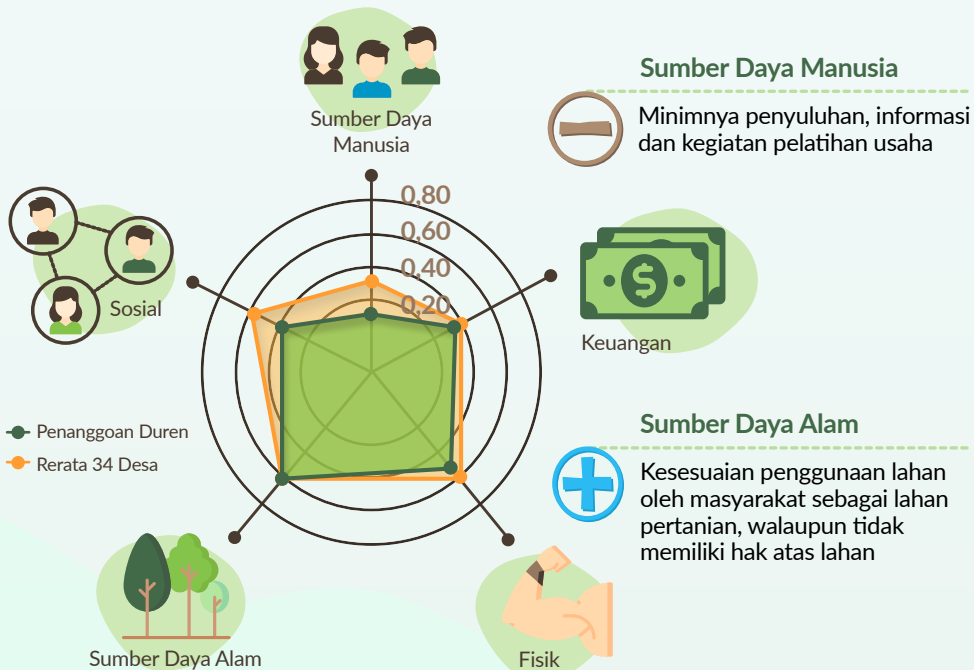 Sumber Daya
Manusia
Sumber Daya Manusia
Minimnya penyuluhan, informasi
dan kegiatan pelatihan usaha
0,80
0,60
0,40
0,20
Sosial
Keuangan
Penanggoan Duren
Rerata 34 Desa
Sumber Daya Alam
Kesesuaian penggunaan lahan
oleh masyarakat sebagai lahan
pertanian, walaupun tidak
memiliki hak atas lahan
Sumber Daya Alam
Fisik